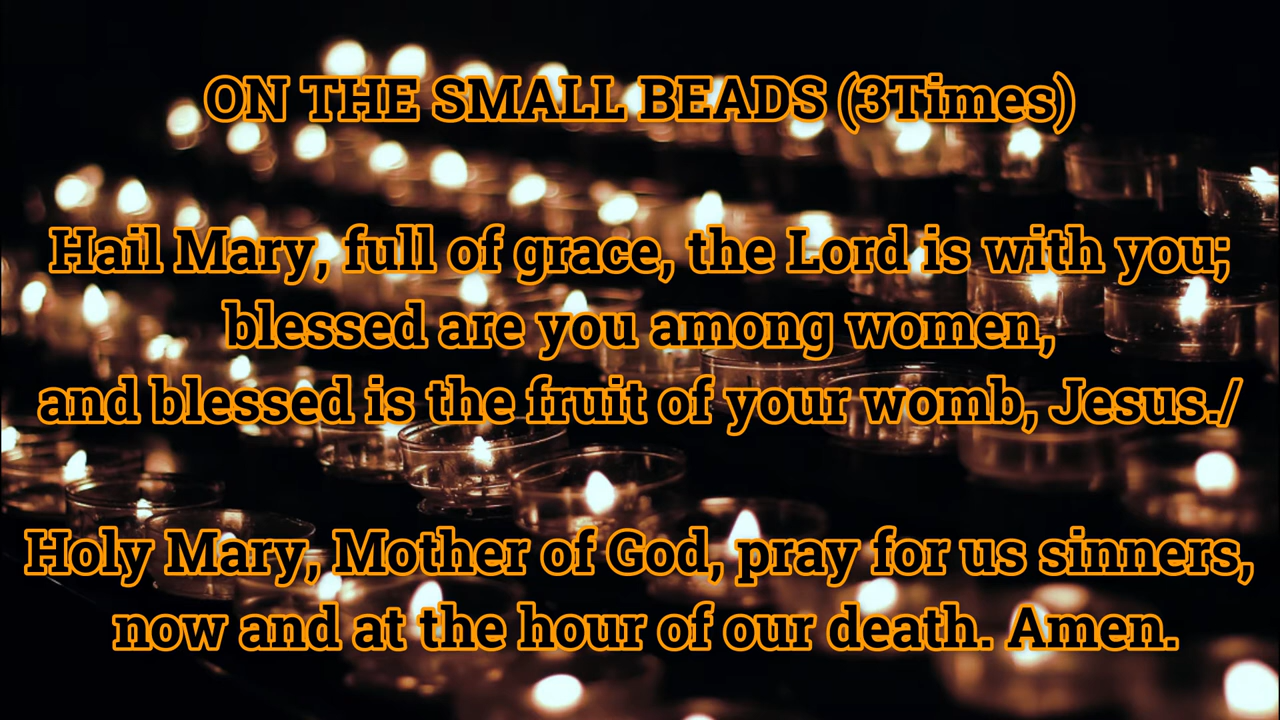 ON THE SMALL BEADS (3Times)
Hail Mary, full of grace, the Lord is with you;
blessed are you among women,
and blessed is the fruit of your womb, Jesus./
Holy Mary, Mother of God, pray for us sinners,
now and at the hour of our death. Amen.